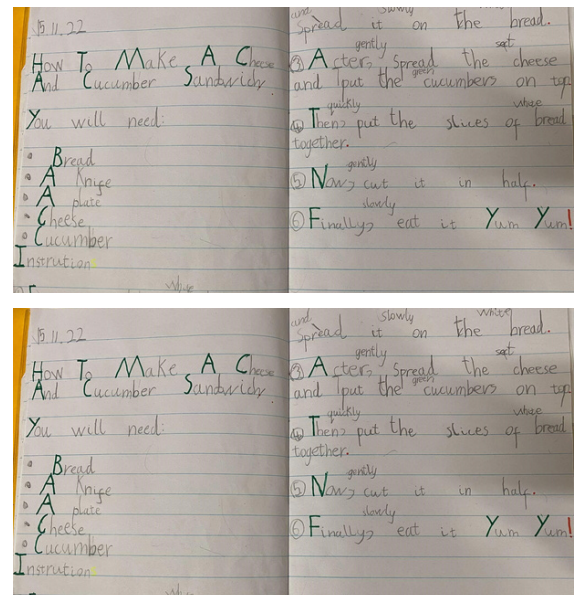 15.11.22
How To Make A Cheese
And Cucumber Sandwich
You will need:
Bread
A Knife
A plate
Cheese
Cucumber
Instrution
White
and slowly
Spread it on the bread.
gently soft
③ After, Spread the cheese
green
and put the cucumbers on top
quickly white
④ Then, put the slices of bread
together.
gently
⑤ Now, cut it in half.
slowly
⑥ Finally, eat it Yum Yum!
15.11.22
How To Make A Cheese
And Cucumber Sandwich
You will need:
Bread
A Knife
A plate
Cheese
Cucumber
Instrution
and slowly White
Spread it on the bread.
gently soft
③ After, Spread the cheese
green
and put the cucumbers on top
quickly white
④ Then, put the slices of bread
together.
gently
⑤ Now, cut it in half.
slowly
⑥ Finally, eat it Yum Yum!